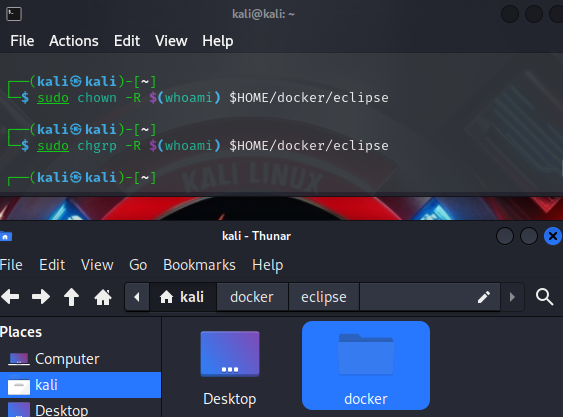 kali@kali: ~
File Actions Edit View Help
┌──(kali㉿kali)-[~]
└─$ sudo chown -R $(whoami) $HOME/docker/eclipse
┌──(kali㉿kali)-[~]
└─$ sudo chgrp -R $(whoami) $HOME/docker/eclipse
┌──(kali㉿kali)-[~]
KALI LINUX
kali - Thunar
File Edit View Go Bookmarks Help
kali docker eclipse
Places
Computer
kali
Desktop
Desktop docker